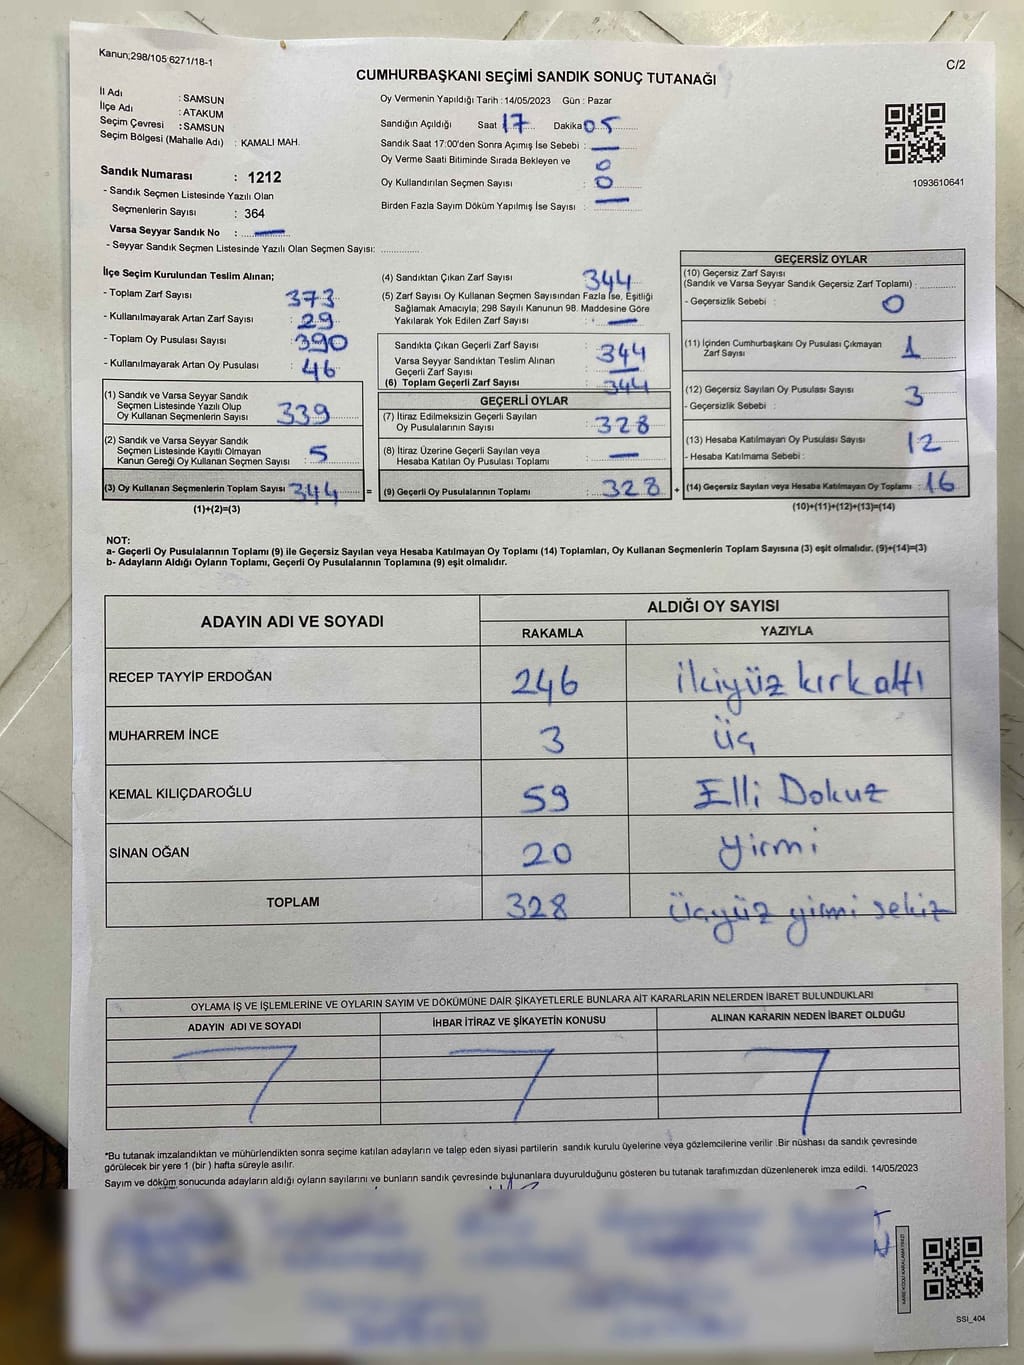 Kanun;298/105 6271/18-1
C/2
CUMHURBAŞKANI SEÇİMİ SANDIK SONUÇ TUTANAĞI
İl Adı : SAMSUN
İlçe Adı : ATAKUM
Seçim Çevresi : SAMSUN
Seçim Bölgesi (Mahalle Adı) : KAMALI MAH.
Sandık Numarası : 1212
- Sandık Seçmen Listesinde Yazılı Olan
Seçmenlerin Sayısı : 364
Varsa Seyyar Sandık No : —
- Seyyar Sandık Seçmen Listesinde Yazılı Olan Seçmen Sayısı: ..............
Oy Vermenin Yapıldığı Tarih : 14/05/2023 Gün : Pazar
Sandığın Açıldığı Saat 17 Dakika 05
Sandık Saat 17:00'den Sonra Açımış İse Sebebi : —
Oy Verme Saati Bitiminde Sırada Bekleyen ve 0
Oy Kullandırılan Seçmen Sayısı : 0
Birden Fazla Sayım Döküm Yapılmış İse Sayısı : —
1093610641
İlçe Seçim Kurulundan Teslim Alınan;
- Toplam Zarf Sayısı : 373
- Kullanılmayarak Artan Zarf Sayısı : 29
- Toplam Oy Pusulası Sayısı : 390
- Kullanılmayarak Artan Oy Pusulası : 46
(1) Sandık ve Varsa Seyyar Sandık
Seçmen Listesinde Yazılı Olup
Oy Kullanan Seçmenlerin Sayısı : 339
(2) Sandık ve Varsa Seyyar Sandık
Seçmen Listesinde Kayıtlı Olmayan
Kanun Gereği Oy Kullanan Seçmen Sayısı : 5
(3) Oy Kullanan Seçmenlerin Toplam Sayısı : 344
(1)+(2)=(3)
=
(4) Sandıktan Çıkan Zarf Sayısı : 344
(5) Zarf Sayısı Oy Kullanan Seçmen Sayısından Fazla İse, Eşitliği
Sağlamak Amacıyla; 298 Sayılı Kanunun 98. Maddesine Göre
Yakılarak Yok Edilen Zarf Sayısı : —
Sandıkta Çıkan Geçerli Zarf Sayısı : 344
Varsa Seyyar Sandıktan Teslim Alınan
Geçerli Zarf Sayısı : —
(6) Toplam Geçerli Zarf Sayısı : 344
GEÇERLİ OYLAR
(7) İtiraz Edilmeksizin Geçerli Sayılan
Oy Pusulalarının Sayısı : 328
(8) İtiraz Üzerine Geçerli Sayılan veya
Hesaba Katılan Oy Pusulası Toplamı : —
(9) Geçerli Oy Pusulalarının Toplamı : 328
+
GEÇERSİZ OYLAR
(10) Geçersiz Zarf Sayısı
(Sandık ve Varsa Seyyar Sandık Geçersiz Zarf Toplamı) : ..........
- Geçersizlik Sebebi : 0
(11) İçinden Cumhurbaşkanı Oy Pusulası Çıkmayan
Zarf Sayısı : 1
(12) Geçersiz Sayılan Oy Pusulası Sayısı : 3
- Geçersizlik Sebebi :
(13) Hesaba Katılmayan Oy Pusulası Sayısı : 12
- Hesaba Katılmama Sebebi :
(14) Geçersiz Sayılan veya Hesaba Katılmayan Oy Toplamı : 16
(10)+(11)+(12)+(13)=(14)
NOT:
a- Geçerli Oy Pusulalarının Toplamı (9) ile Geçersiz Sayılan veya Hesaba Katılmayan Oy Toplamı (14) Toplamları, Oy Kullanan Seçmenlerin Toplam Sayısına (3) eşit olmalıdır. (9)+(14)=(3)
b- Adayların Aldığı Oyların Toplamı, Geçerli Oy Pusulalarının Toplamına (9) eşit olmalıdır.
ADAYIN ADI VE SOYADI
ALDIĞI OY SAYISI
RAKAMLA YAZIYLA
RECEP TAYYİP ERDOĞAN 246 ikiyüz kırk altı
MUHARREM İNCE 3 üç
KEMAL KILIÇDAROĞLU 59 Elli Dokuz
SİNAN OĞAN 20 yirmi
TOPLAM 328 üçyüz yirmi sekiz
OYLAMA İŞ VE İŞLEMLERİNE VE OYLARIN SAYIM VE DÖKÜMÜNE DAİR ŞİKAYETLERLE BUNLARA AİT KARARLARIN NELERDEN İBARET BULUNDUKLARI
ADAYIN ADI VE SOYADI İHBAR İTİRAZ VE ŞİKAYETİN KONUSU ALINAN KARARIN NEDEN İBARET OLDUĞU
*Bu tutanak imzalandıktan ve mühürlendikten sonra seçime katılan adayların ve talep eden siyasi partilerin sandık kurulu üyelerine veya gözlemcilerine verilir .Bir nüshası da sandık çevresinde
görülecek bir yere 1 (bir ) hafta süreyle asılır.
Sayım ve döküm sonucunda adayların aldığı oyların sayılarını ve bunların sandık çevresinde bulunanlara duyurulduğunu gösteren bu tutanak tarafımızdan düzenlenerek imza edildi. 14/05/2023
SSİ_404